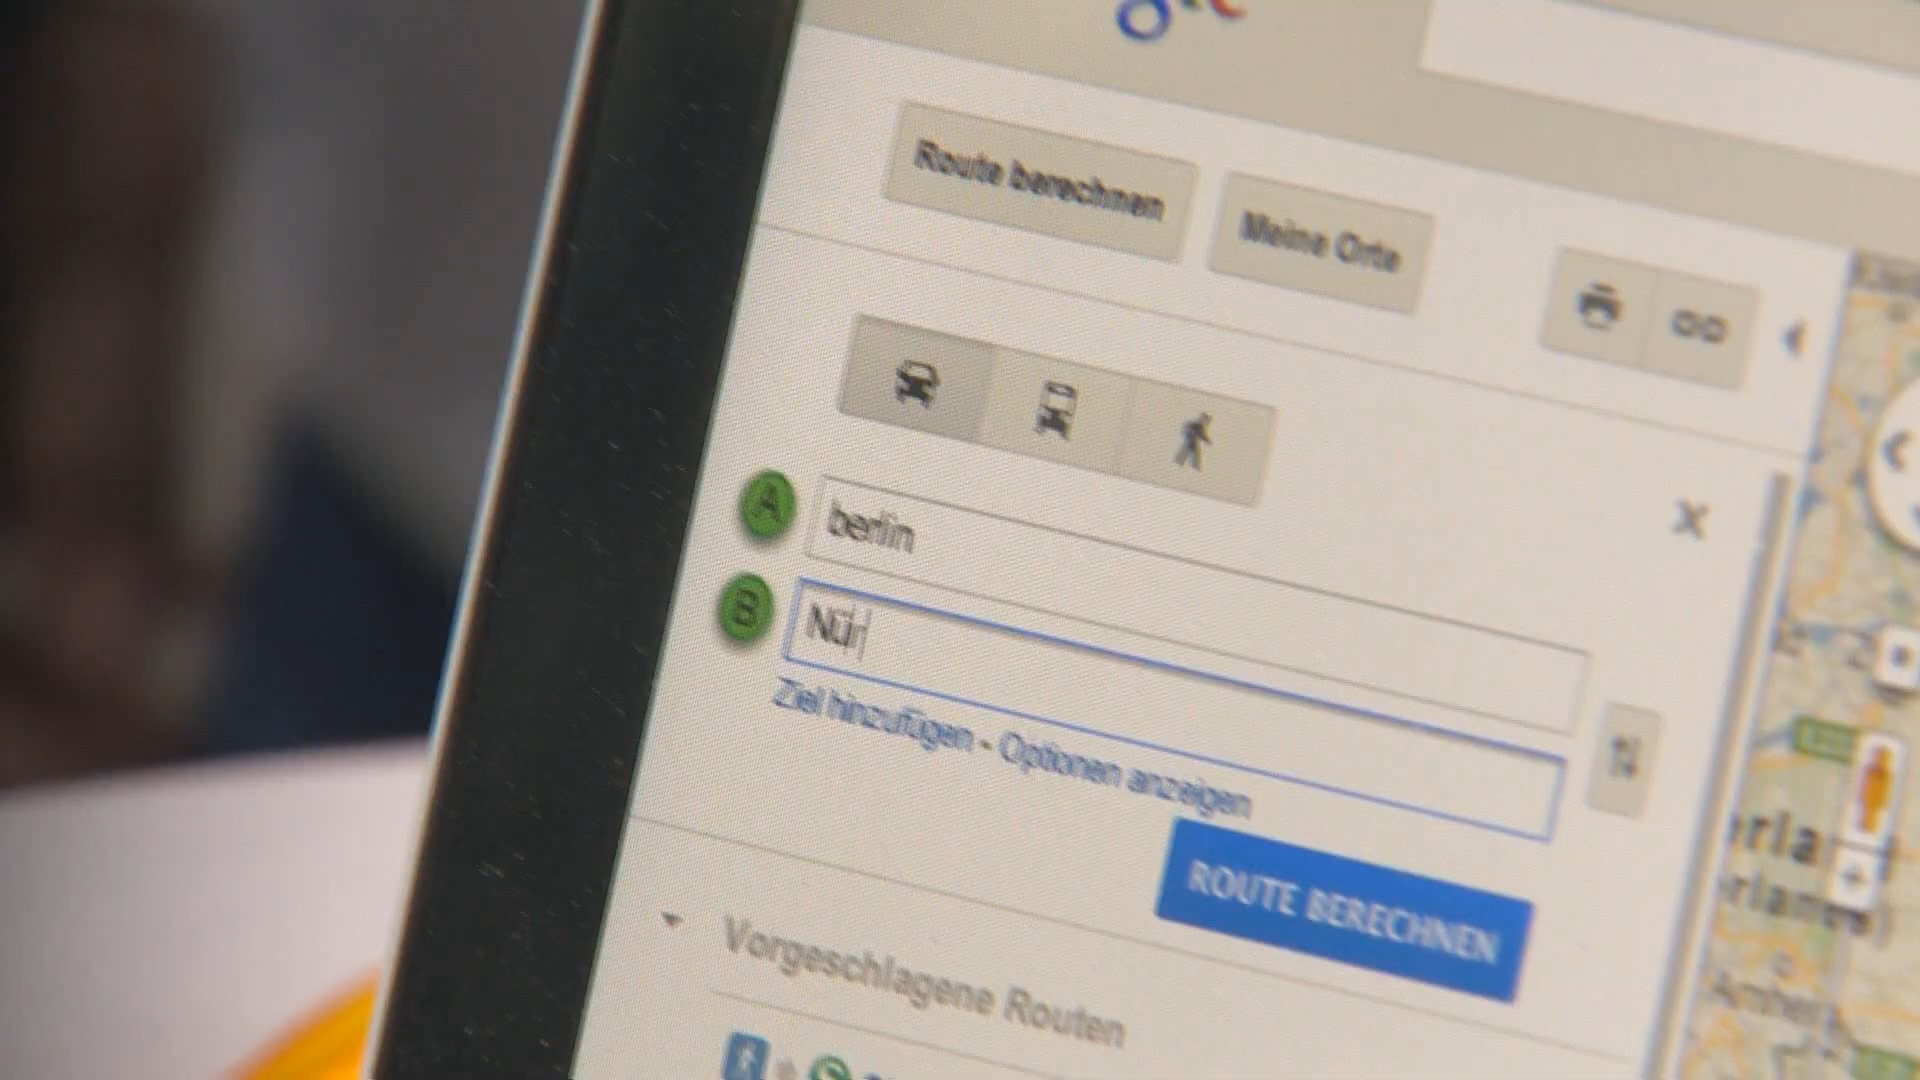 Route berechnen
Meine Orte
A berlin
B Nür
Ziel hinzufügen - Optionen anzeigen
ROUTE BERECHNEN
Vorgeschlagene Routen